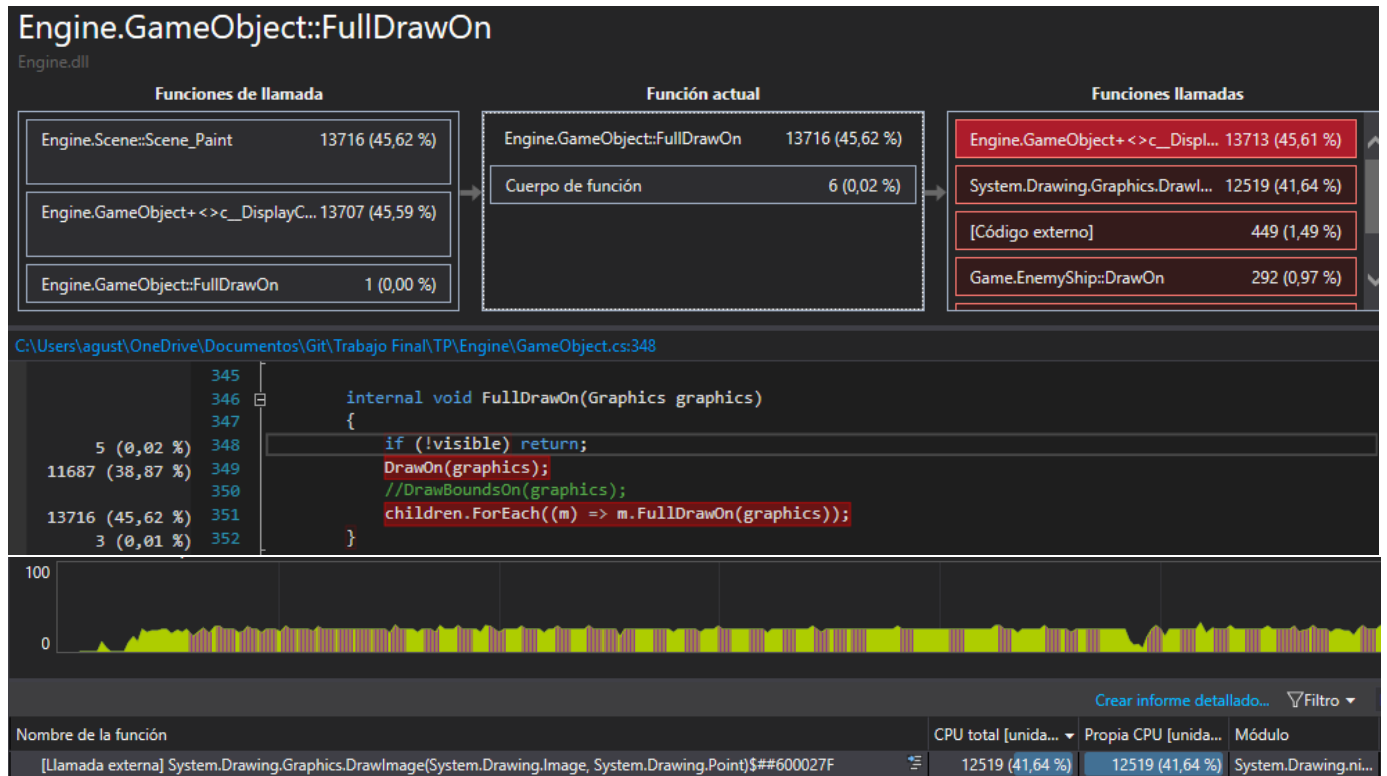 Engine.GameObject::FullDrawOn
Engine.dll
Funciones de llamada
Función actual
Funciones llamadas
Engine.Scene::Scene_Paint 13716 (45,62 %)
Engine.GameObject+<>c__DisplayC... 13707 (45,59 %)
Engine.GameObject::FullDrawOn 1 (0,00 %)
Engine.GameObject::FullDrawOn 13716 (45,62 %)
Cuerpo de función 6 (0,02 %)
Engine.GameObject+<>c__Displ... 13713 (45,61 %)
System.Drawing.Graphics.DrawI... 12519 (41,64 %)
[Código externo] 449 (1,49 %)
Game.EnemyShip::DrawOn 292 (0,97 %)
C:\Users\agust\OneDrive\Documentos\Git\Trabajo Final\TP\Engine\GameObject.cs:348
345
346 internal void FullDrawOn(Graphics graphics)
347 {
5 (0,02 %) 348 if (!visible) return;
11687 (38,87 %) 349 DrawOn(graphics);
350 //DrawBoundsOn(graphics);
13716 (45,62 %) 351 children.ForEach((m) => m.FullDrawOn(graphics));
3 (0,01 %) 352 }
100
0
Crear informe detallado... Filtro
Nombre de la función CPU total [unida... Propia CPU [unida... Módulo
[Llamada externa] System.Drawing.Graphics.DrawImage(System.Drawing.Image, System.Drawing.Point)$##600027F 12519 (41,64 %) 12519 (41,64 %) System.Drawing.ni...